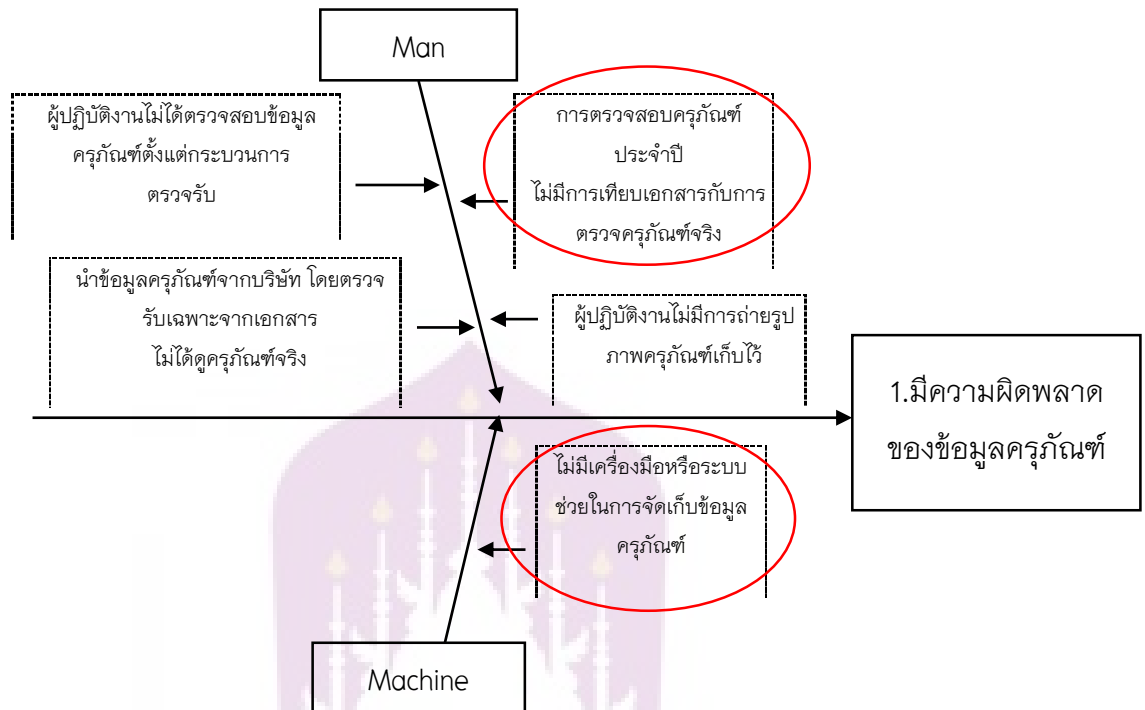 Man
ผู้ปฏิบัติงานไม่ได้ตรวจสอบข้อมูล
ครุภัณฑ์ตั้งแต่กระบวนการ
ตรวจรับ
การตรวจสอบครุภัณฑ์
ประจำปี
ไม่มีการเทียบเอกสารกับการ
ตรวจครุภัณฑ์จริง
นำข้อมูลครุภัณฑ์จากบริษัท โดยตรวจ
รับเฉพาะจากเอกสาร
ไม่ได้ดูครุภัณฑ์จริง
ผู้ปฏิบัติงานไม่มีการถ่ายรูป
ภาพครุภัณฑ์เก็บไว้
1.มีความผิดพลาด
ของข้อมูลครุภัณฑ์
ไม่มีเครื่องมือหรือระบบ
ช่วยในการจัดเก็บข้อมูล
ครุภัณฑ์
Machine